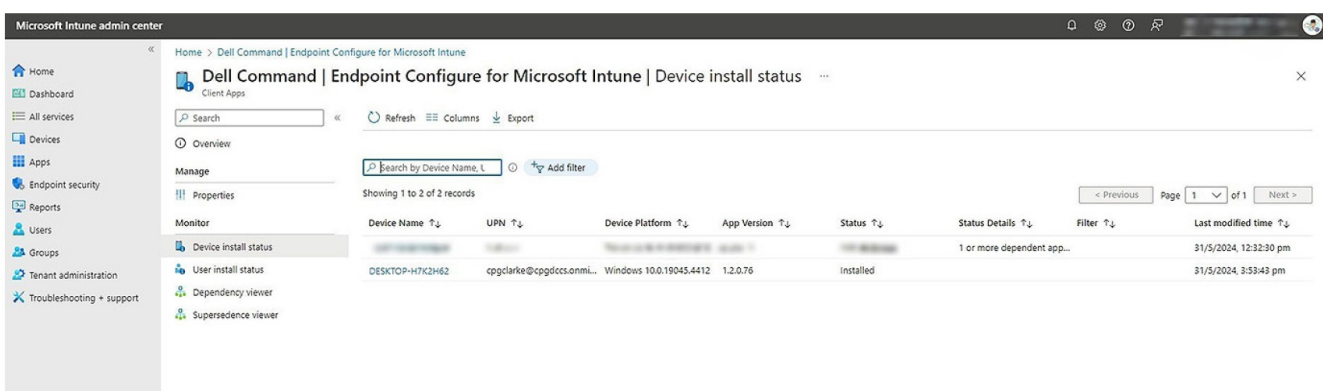 Microsoft Intune admin center
«
Home
Dashboard
All services
Devices
Apps
Endpoint security
Reports
Users
Groups
Tenant administration
Troubleshooting + support
Home > Dell Command | Endpoint Configure for Microsoft Intune
Dell Command | Endpoint Configure for Microsoft Intune | Device install status ...
Client Apps
Search «
Overview
Manage
Properties
Monitor
Device install status
User install status
Dependency viewer
Supersedence viewer
Refresh Columns Export
Search by Device Name, U Add filter
Showing 1 to 2 of 2 records
< Previous Page 1 of 1 Next >
Device Name ↑↓ UPN ↑↓ Device Platform ↑↓ App Version ↑↓ Status ↑↓ Status Details ↑↓ Filter ↑↓ Last modified time ↑↓
1 or more dependent app... 31/5/2024, 12:32:30 pm
DESKTOP-H7K2H62 cpgclarke@cpgdccs.onmi... Windows 10.0.19045.4412 1.2.0.76 Installed 31/5/2024, 3:53:43 pm